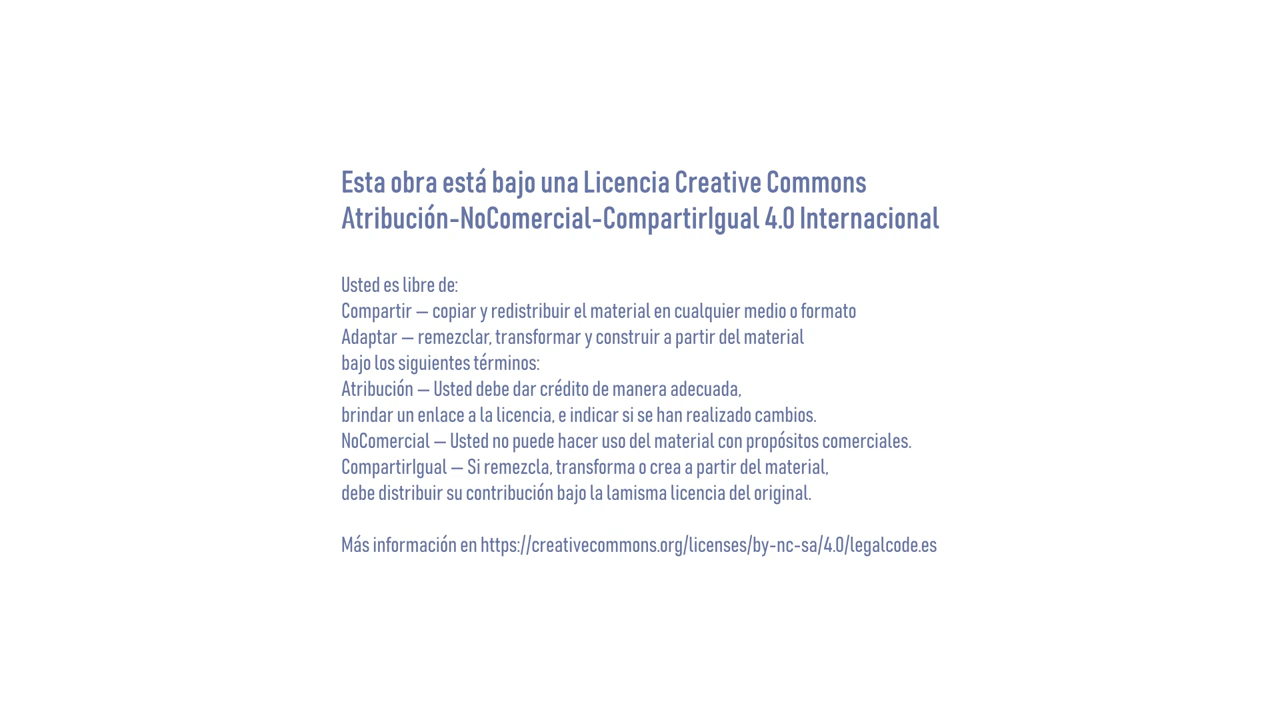 Esta obra está bajo una Licencia Creative Commons
Atribución-NoComercial-CompartirIgual 4.0 Internacional
Usted es libre de:
Compartir — copiar y redistribuir el material en cualquier medio o formato
Adaptar — remezclar, transformar y construir a partir del material
bajo los siguientes términos:
Atribución — Usted debe dar crédito de manera adecuada,
brindar un enlace a la licencia, e indicar si se han realizado cambios.
NoComercial — Usted no puede hacer uso del material con propósitos comerciales.
CompartirIgual — Si remezcla, transforma o crea a partir del material,
debe distribuir su contribución bajo la lamisma licencia del original.
Más información en https://creativecommons.org/licenses/by-nc-sa/4.0/legalcode.es